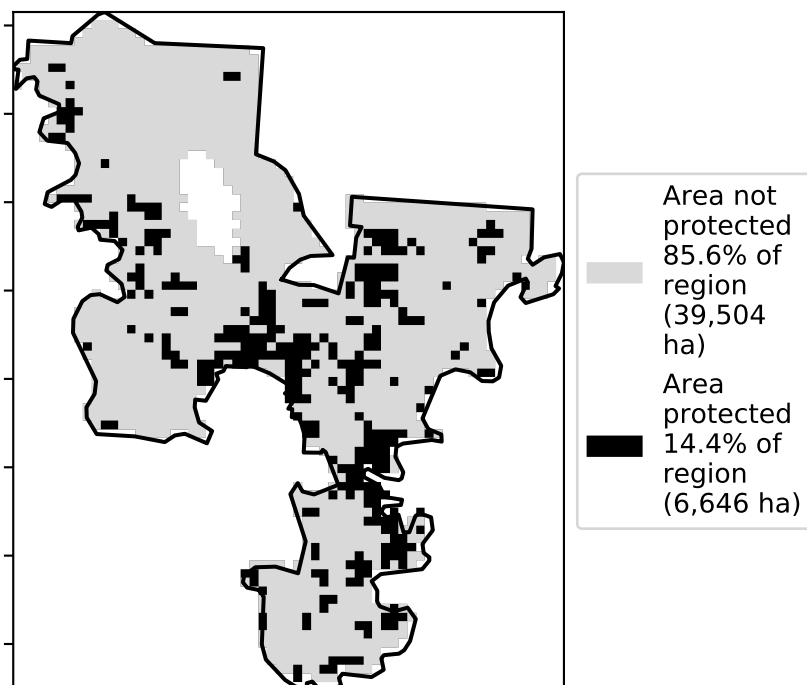 Area not
protected
85.6% of
region
(39,504
ha)
Area
protected
14.4% of
region
(6,646 ha)